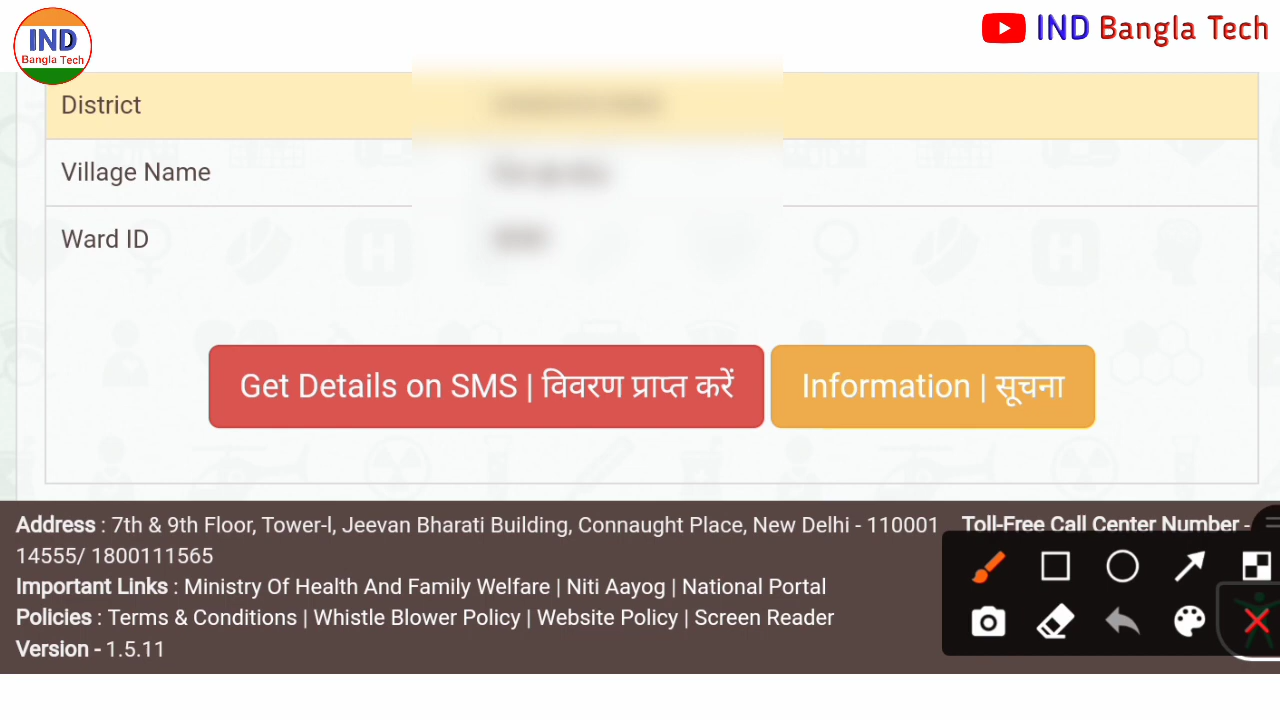 IND
Bangla Tech
IND Bangla Tech
District
Village Name
Ward ID
Get Details on SMS | विवरण प्राप्त करें
Information | सूचना
Address : 7th & 9th Floor, Tower-l, Jeevan Bharati Building, Connaught Place, New Delhi - 110001 Toll-Free Call Center Number -
14555/ 1800111565
Important Links : Ministry Of Health And Family Welfare | Niti Aayog | National Portal
Policies : Terms & Conditions | Whistle Blower Policy | Website Policy | Screen Reader
Version - 1.5.11